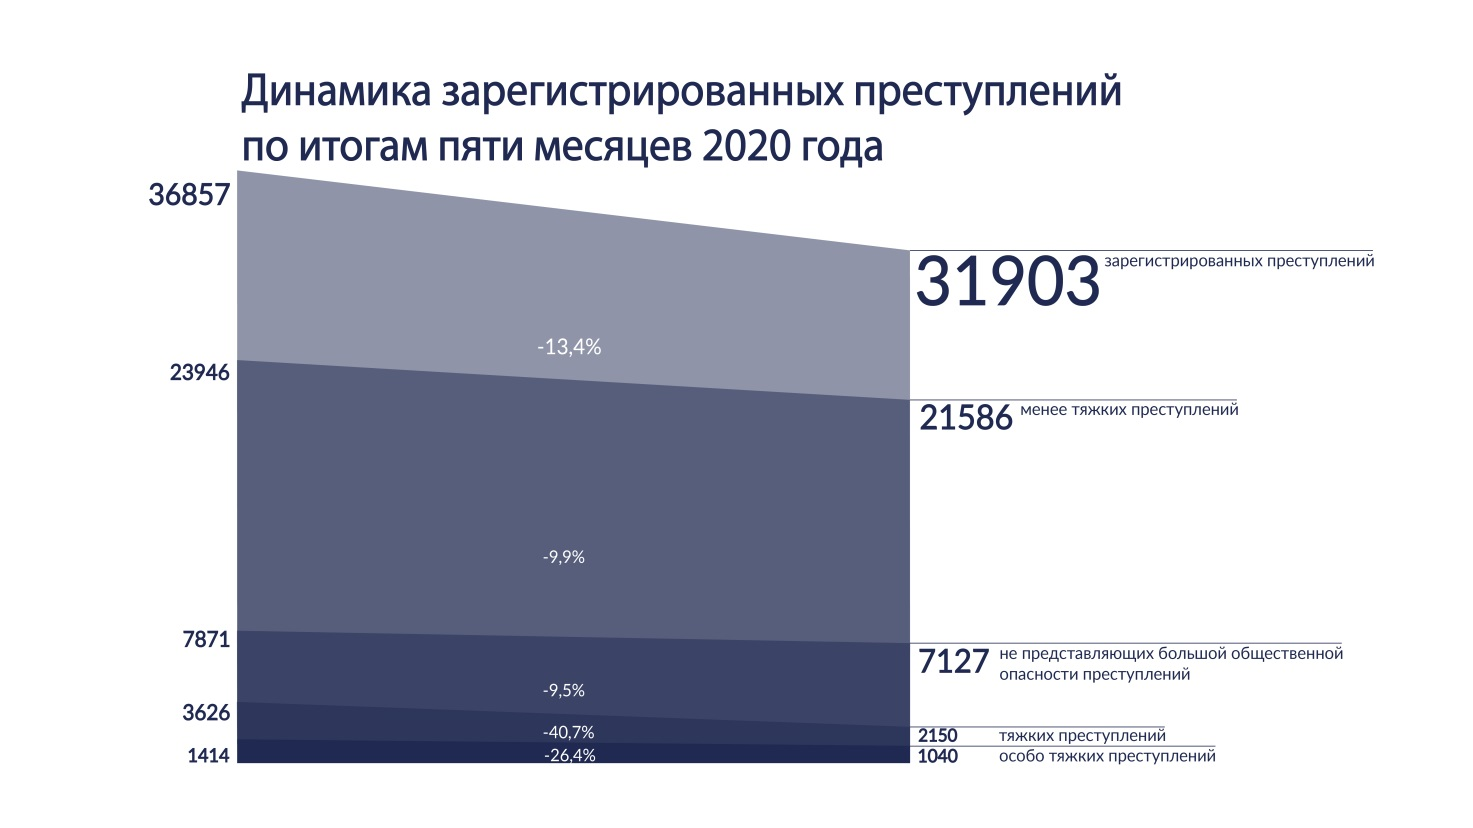 Динамика зарегистрированных преступлений
по итогам пяти месяцев 2020 года
36857
31903 зарегистрированных преступлений
-13,4%
23946
21586 менее тяжких преступлений
-9,9%
7871
7127 не представляющих большой общественной
опасности преступлений
-9,5%
3626
-40,7%
2150 тяжких преступлений
1414
-26,4%
1040 особо тяжких преступлений